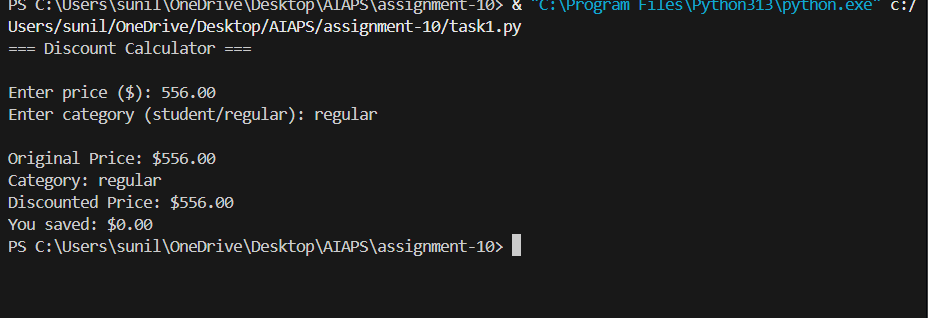 PS C:\Users\sunil\OneDrive\Desktop\AIAPS\assignment-10> & "C:\Program Files\Python313\python.exe" c:/
Users/sunil/OneDrive/Desktop/AIAPS/assignment-10/task1.py
=== Discount Calculator ===
Enter price ($): 556.00
Enter category (student/regular): regular
Original Price: $556.00
Category: regular
Discounted Price: $556.00
You saved: $0.00
PS C:\Users\sunil\OneDrive\Desktop\AIAPS\assignment-10>